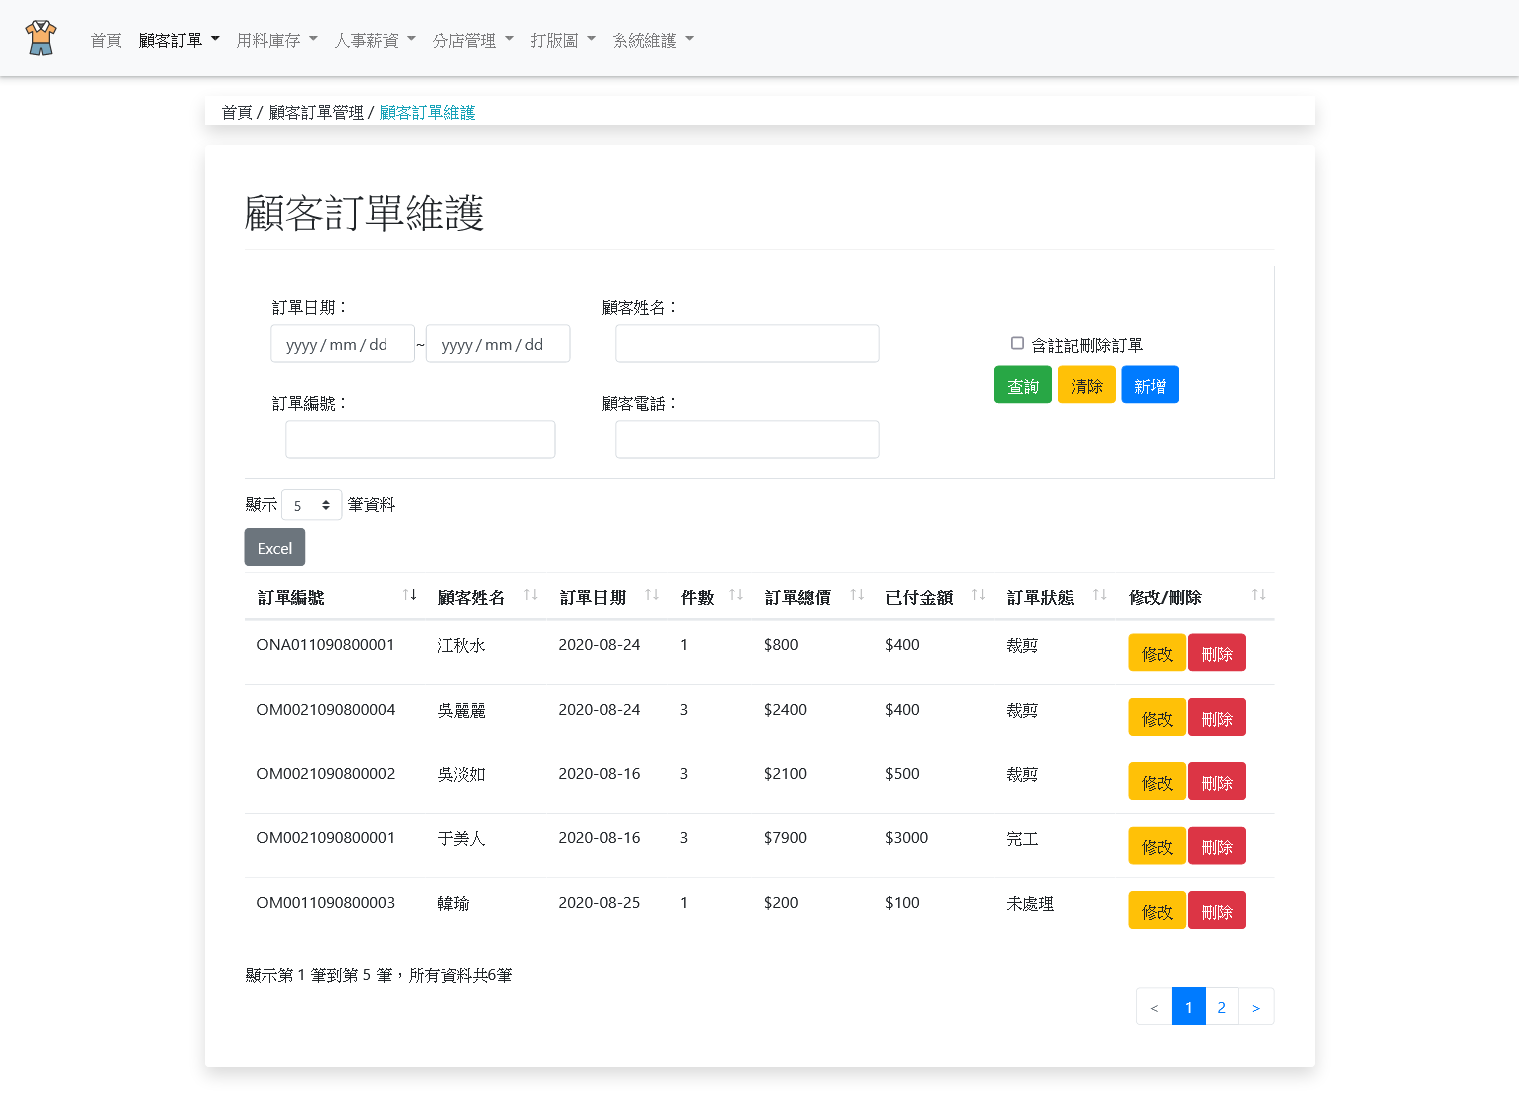 首頁 顧客訂單 用料庫存 人事薪資 分店管理 打版圖 系統維護
首頁 / 顧客訂單管理 / 顧客訂單維護
顧客訂單維護
訂單日期： 顧客姓名：
yyyy / mm / dd ~ yyyy / mm / dd
含註記刪除訂單
查詢 清除 新增
訂單編號： 顧客電話：
顯示 5 筆資料
Excel
訂單編號 顧客姓名 訂單日期 件數 訂單總價 已付金額 訂單狀態 修改/刪除
ONA011090800001 江秋水 2020-08-24 1 $800 $400 裁剪 修改 刪除
OM0021090800004 吳麗麗 2020-08-24 3 $2400 $400 裁剪 修改 刪除
OM0021090800002 吳淡如 2020-08-16 3 $2100 $500 裁剪 修改 刪除
OM0021090800001 于美人 2020-08-16 3 $7900 $3000 完工 修改 刪除
OM0011090800003 韓瑜 2020-08-25 1 $200 $100 未處理 修改 刪除
顯示第 1 筆到第 5 筆，所有資料共6筆
< 1 2 >